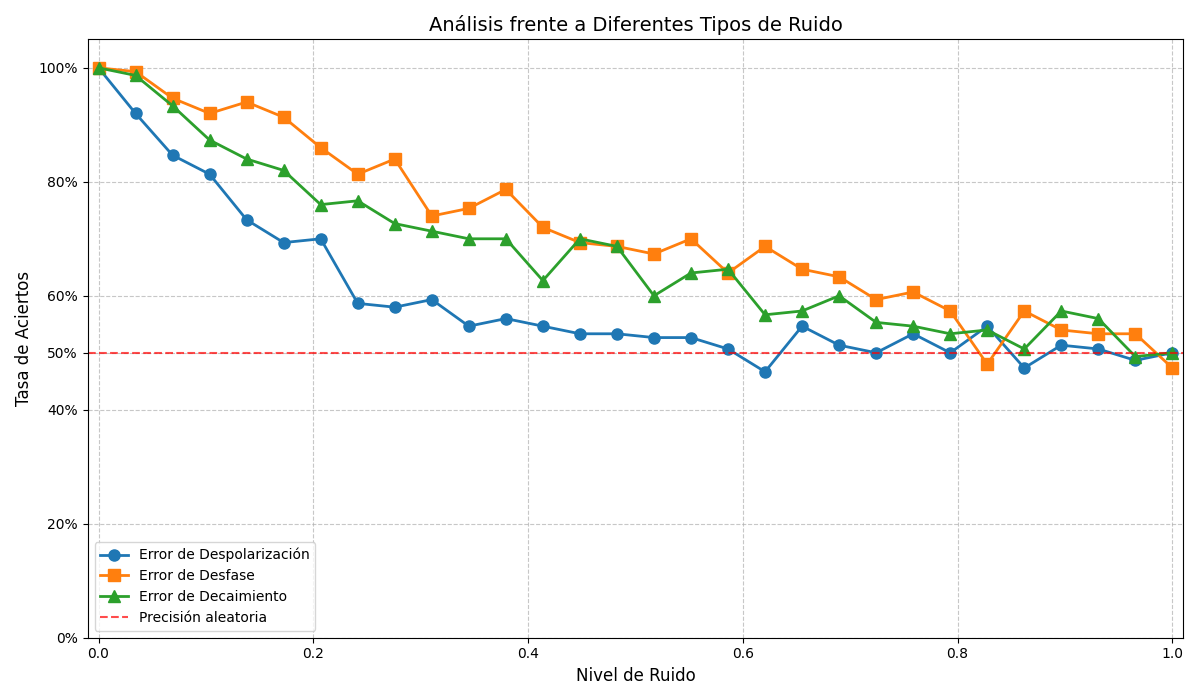 Análisis frente a Diferentes Tipos de Ruido
Tasa de Aciertos
100%
80%
60%
50%
40%
20%
0%
Error de Despolarización
Error de Desfase
Error de Decaimiento
Precisión aleatoria
0.0 0.2 0.4 0.6 0.8 1.0
Nivel de Ruido